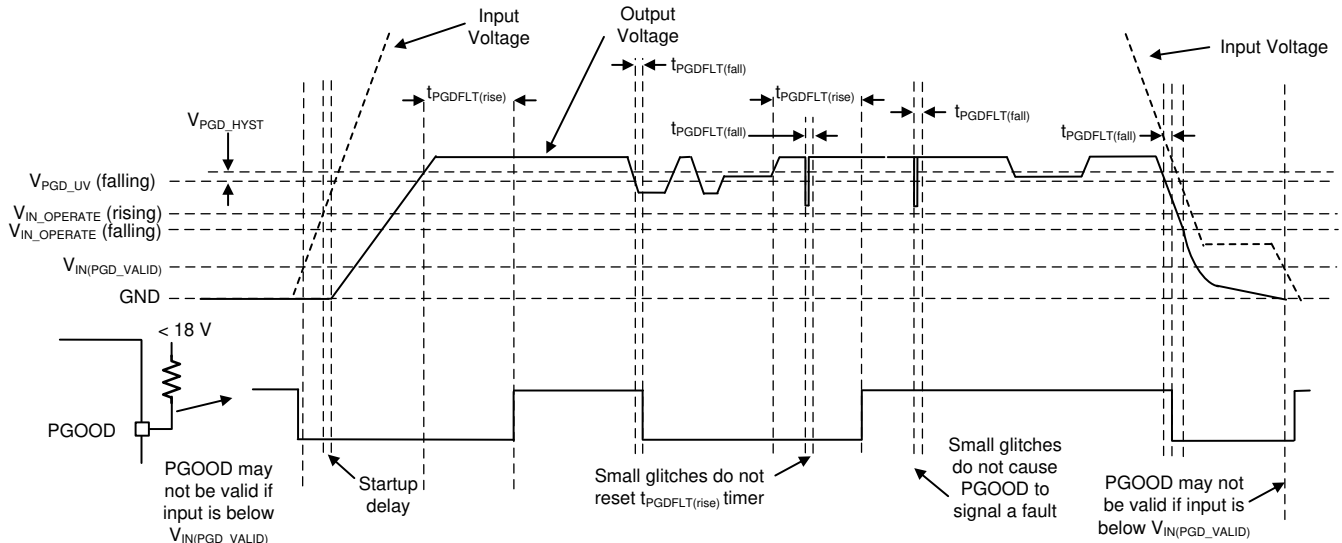 Input
Voltage
Output
Voltage
Input Voltage
tPGDFLT(fall)
tPGDFLT(rise)
tPGDFLT(rise)
tPGDFLT(fall)
tPGDFLT(fall)
tPGDFLT(fall)
VPGD_HYST
VPGD_UV (falling)
VIN_OPERATE (rising)
VIN_OPERATE (falling)
VIN(PGD_VALID)
GND
< 18 V
PGOOD
PGOOD may
not be valid if
input is below
VIN(PGD_VALID)
Startup
delay
Small glitches do not
reset tPGDFLT(rise) timer
Small glitches
do not cause
PGOOD to
signal a fault
PGOOD may not
be valid if input is
below VIN(PGD_VALID)